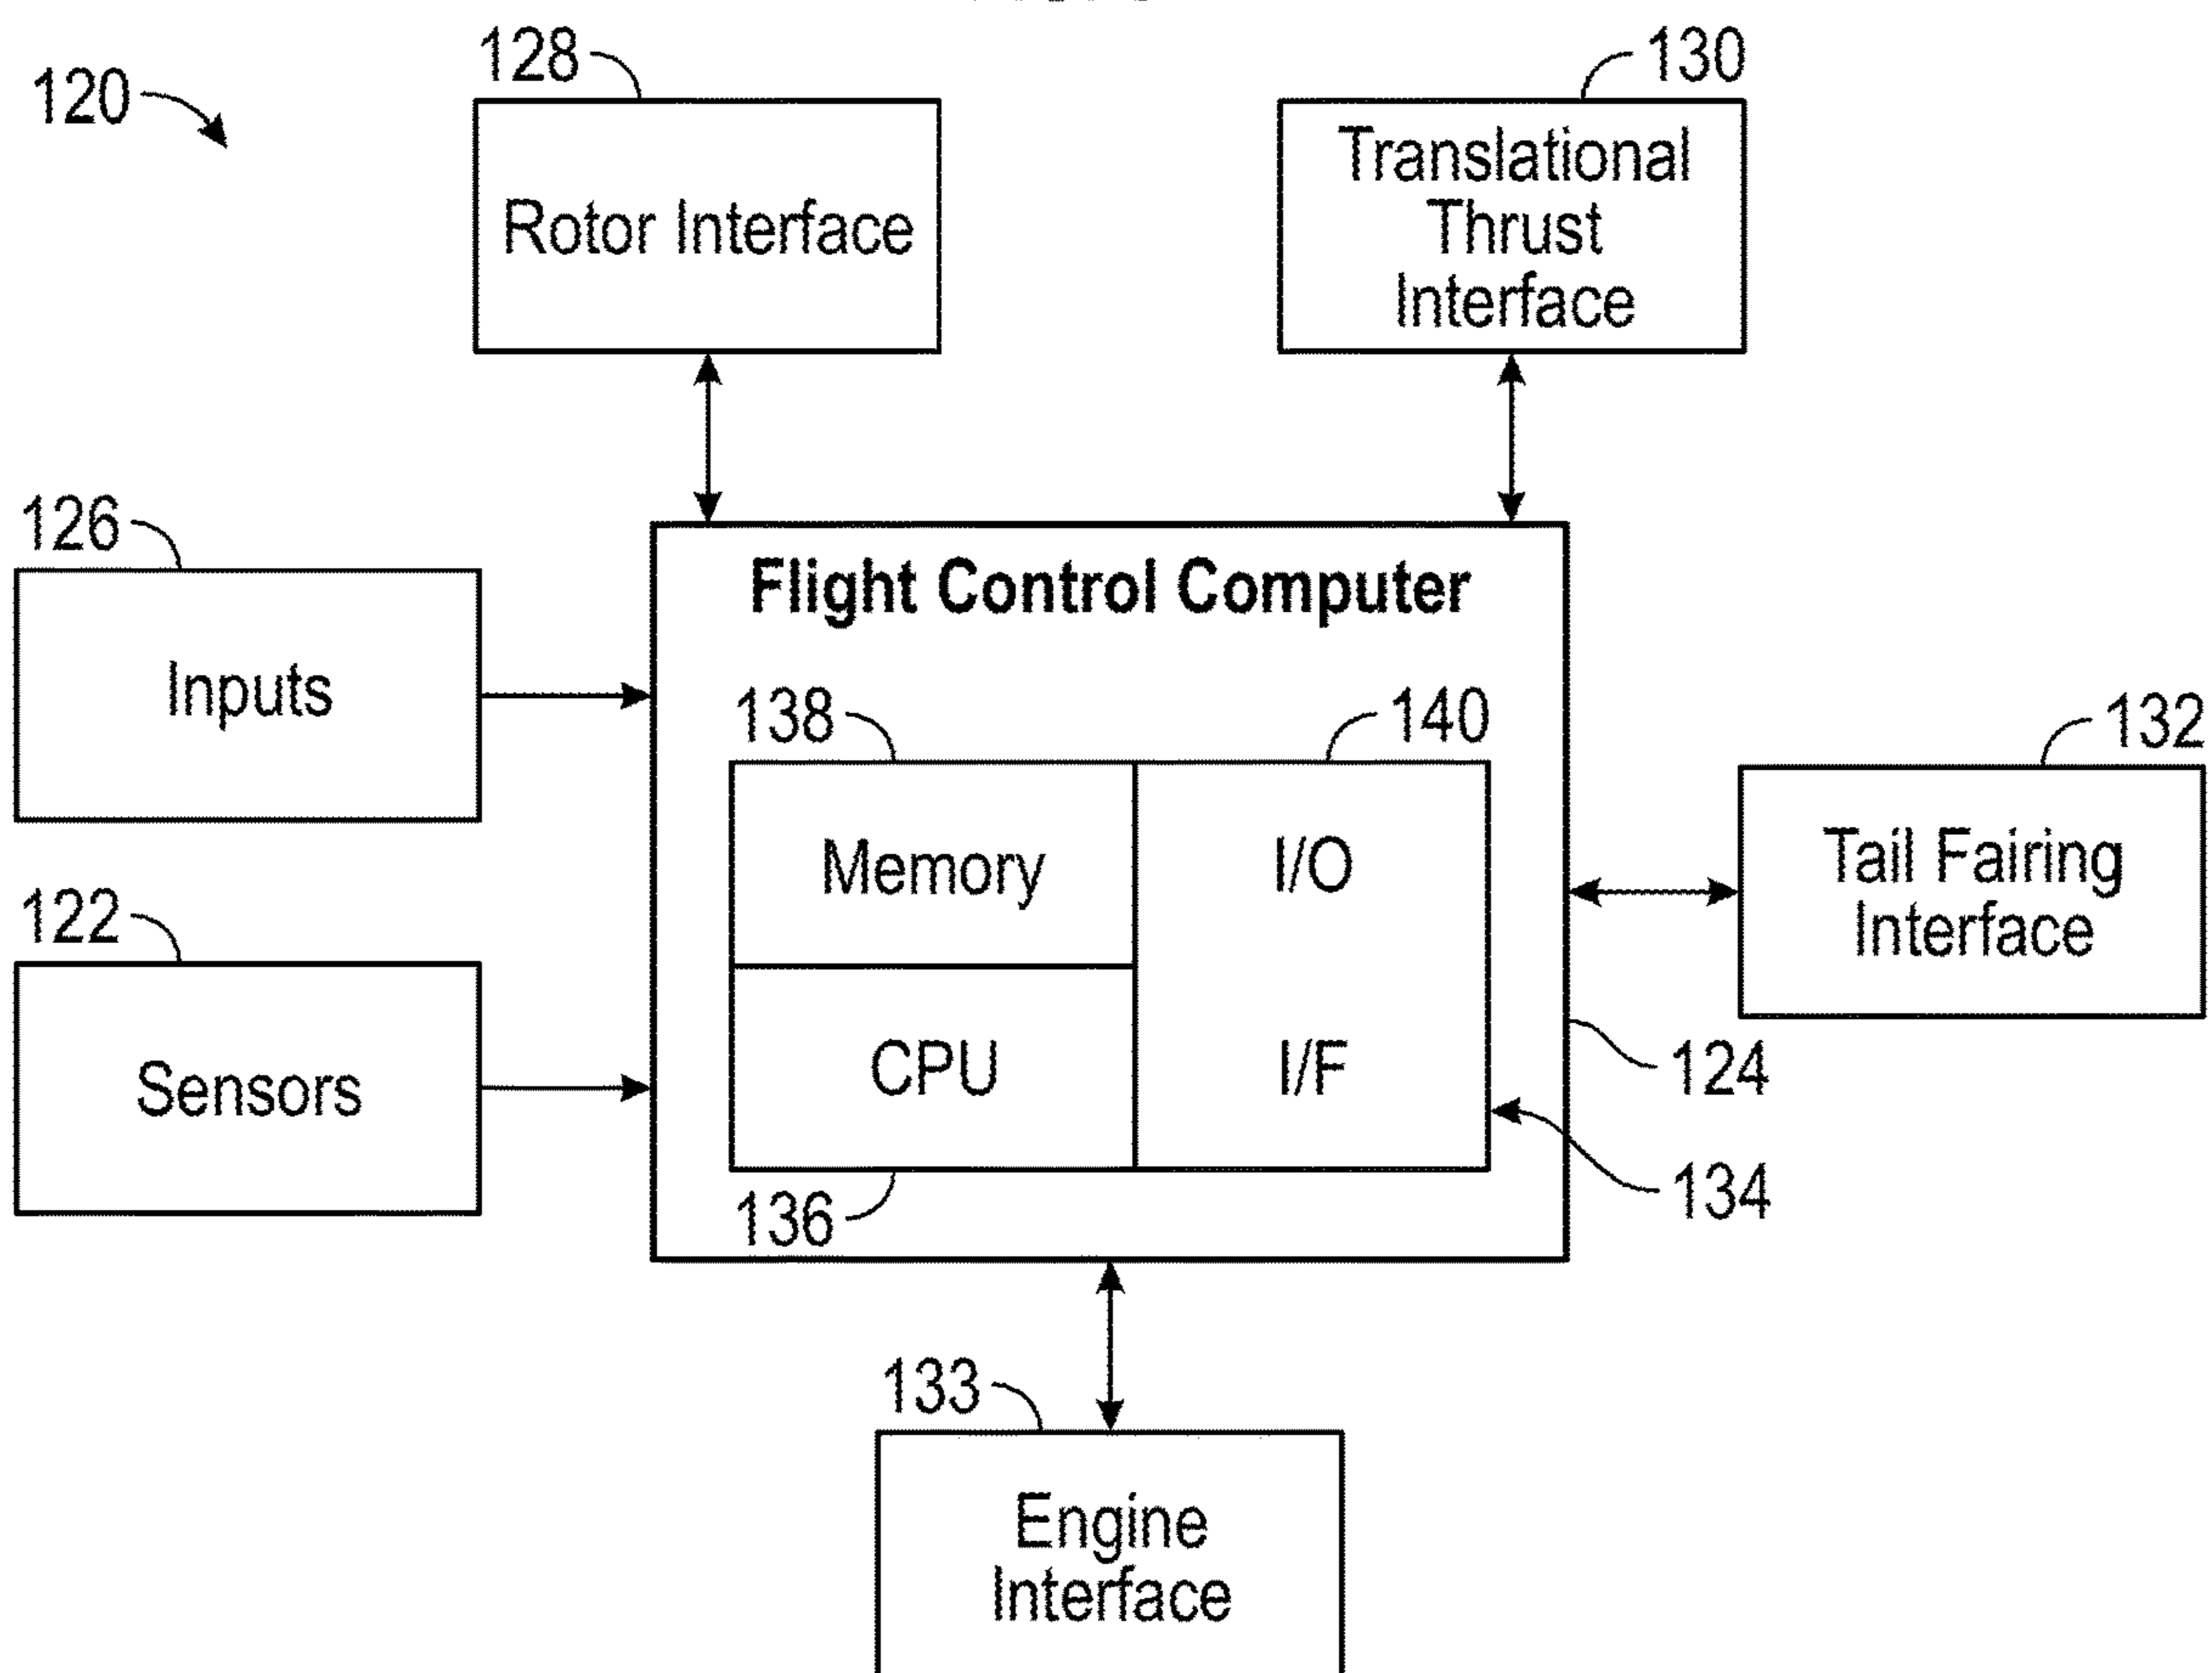 120
128
Rotor Interface
130
Translational
Thrust
Interface
126
Inputs
122
Sensors
Flight Control Computer
138
Memory
140
I/O
CPU
I/F
136
132
Tail Fairing
Interface
124
134
133
Engine
Interface